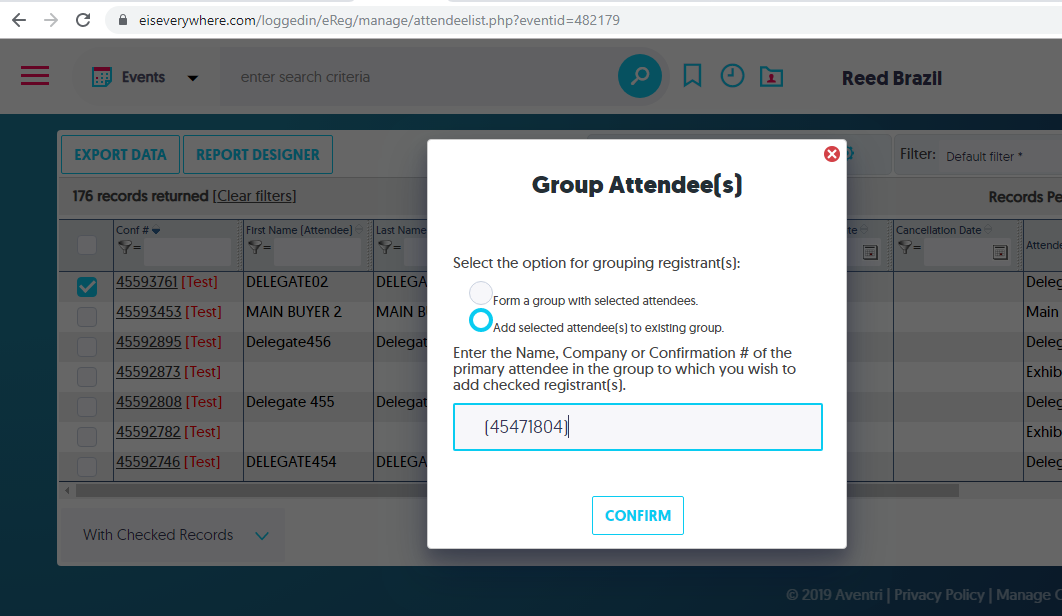 eiseverywhere.com/loggedin/eReg/manage/attendeelist.php?eventid=482179
Events
enter search criteria
Reed Brazil
EXPORT DATA
REPORT DESIGNER
Filter: Default filter *
176 records returned [Clear filters]
Records Pe
Conf # First Name [Attendee] Last Name te Cancellation Date Attende
= = = =
45593761 [Test] DELEGATE02 DELEGA Deleg
45593453 [Test] MAIN BUYER 2 MAIN B Main
45592895 [Test] Delegate456 Delegat Deleg
45592873 [Test] Exhib
45592808 [Test] Delegate 455 Delegat Deleg
45592782 [Test] Exhib
45592746 [Test] DELEGATE454 DELEGA Deleg
With Checked Records
Group Attendee(s)
Select the option for grouping registrant(s):
Form a group with selected attendees.
Add selected attendee(s) to existing group.
Enter the Name, Company or Confirmation # of the
primary attendee in the group to which you wish to
add checked registrant(s).
(45471804)
CONFIRM
© 2019 Aventri | Privacy Policy | Manage C